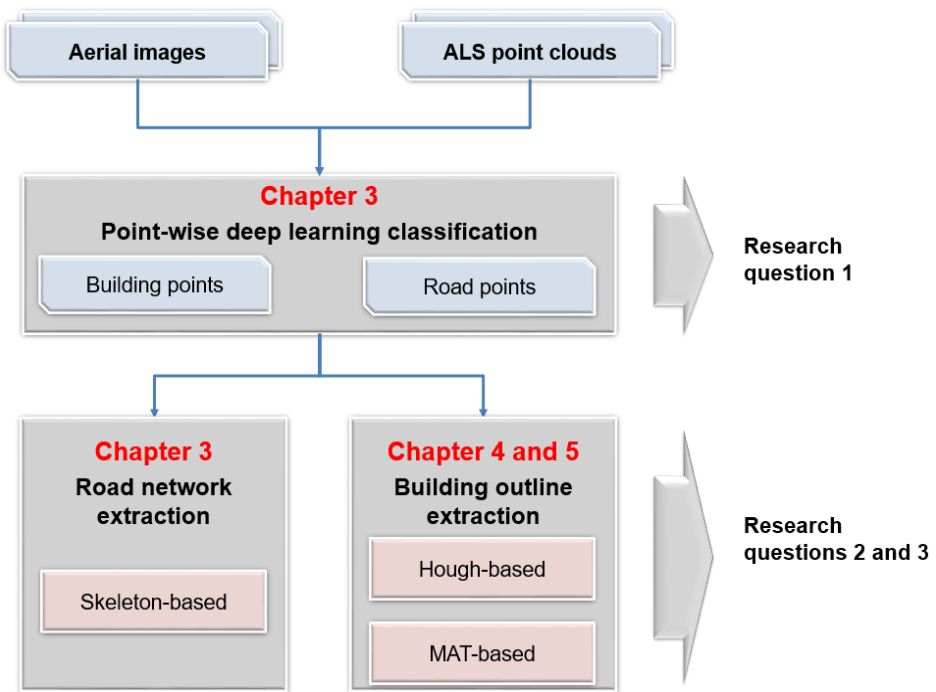 Aerial images
ALS point clouds
Chapter 3
Point-wise deep learning classification
Building points
Road points
Research
question 1
Chapter 3
Road network
extraction
Skeleton-based
Chapter 4 and 5
Building outline
extraction
Hough-based
MAT-based
Research
questions 2 and 3